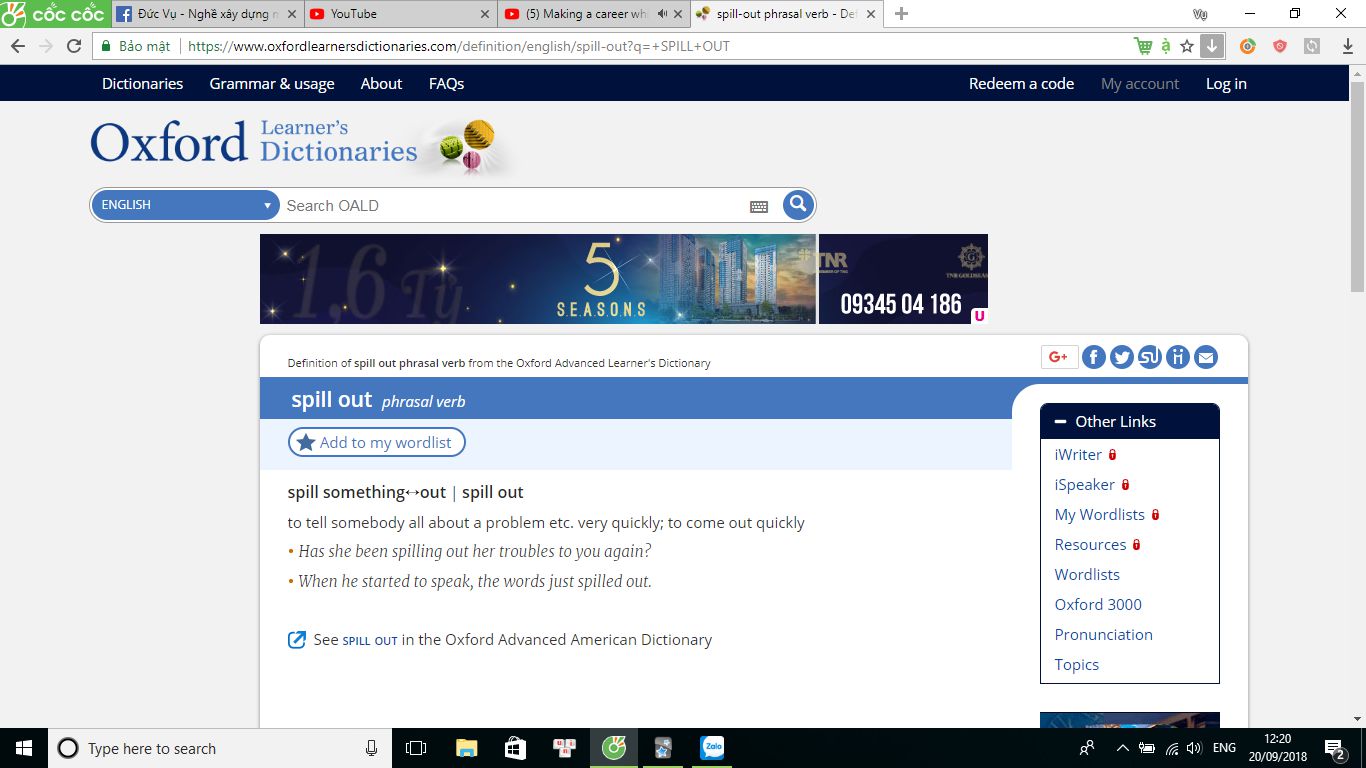 cốc cốc
Đức Vụ - Nghề xây dựng n
YouTube
(5) Making a career whi
spill-out phrasal verb - Def
Vụ
Bảo mật
https://www.oxfordlearnersdictionaries.com/definition/english/spill-out?q=+SPILL+OUT
Dictionaries Grammar & usage About FAQs Redeem a code My account Log in
Oxford Learner's
Dictionaries
ENGLISH Search OALD
1,6 Tỷ
5
S.E.A.S.O.N.S
TNR
09345 04 186
U
Definition of spill out phrasal verb from the Oxford Advanced Learner's Dictionary
G+
spill out phrasal verb
Add to my wordlist
spill something↔out | spill out
to tell somebody all about a problem etc. very quickly; to come out quickly
• Has she been spilling out her troubles to you again?
• When he started to speak, the words just spilled out.
See SPILL OUT in the Oxford Advanced American Dictionary
Other Links
iWriter
iSpeaker
My Wordlists
Resources
Wordlists
Oxford 3000
Pronunciation
Topics
Type here to search
Zalo
ENG
12:20
20/09/2018
2